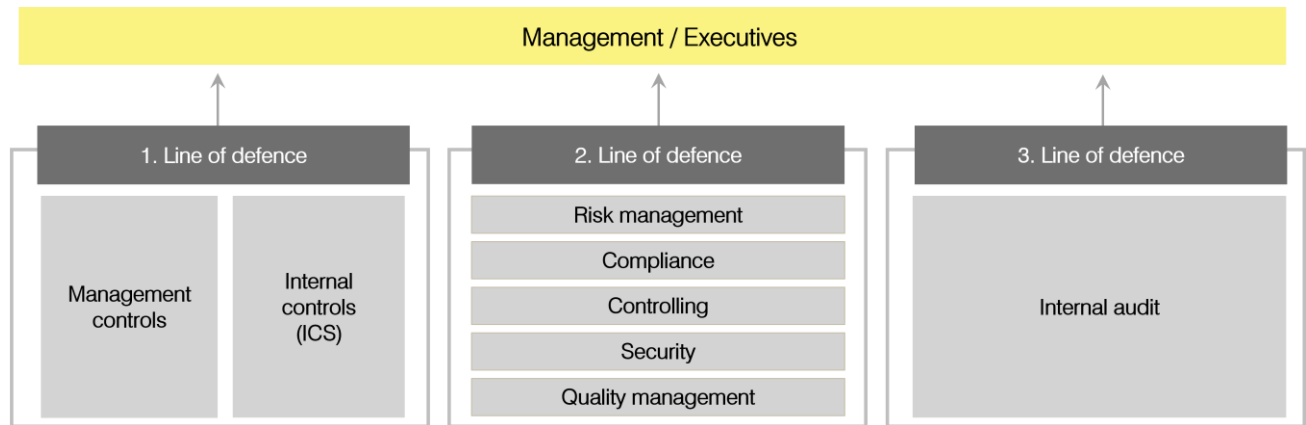 Management / Executives
1. Line of defence
2. Line of defence
3. Line of defence
Management
controls
Internal
controls
(ICS)
Risk management
Compliance
Controlling
Security
Quality management
Internal audit